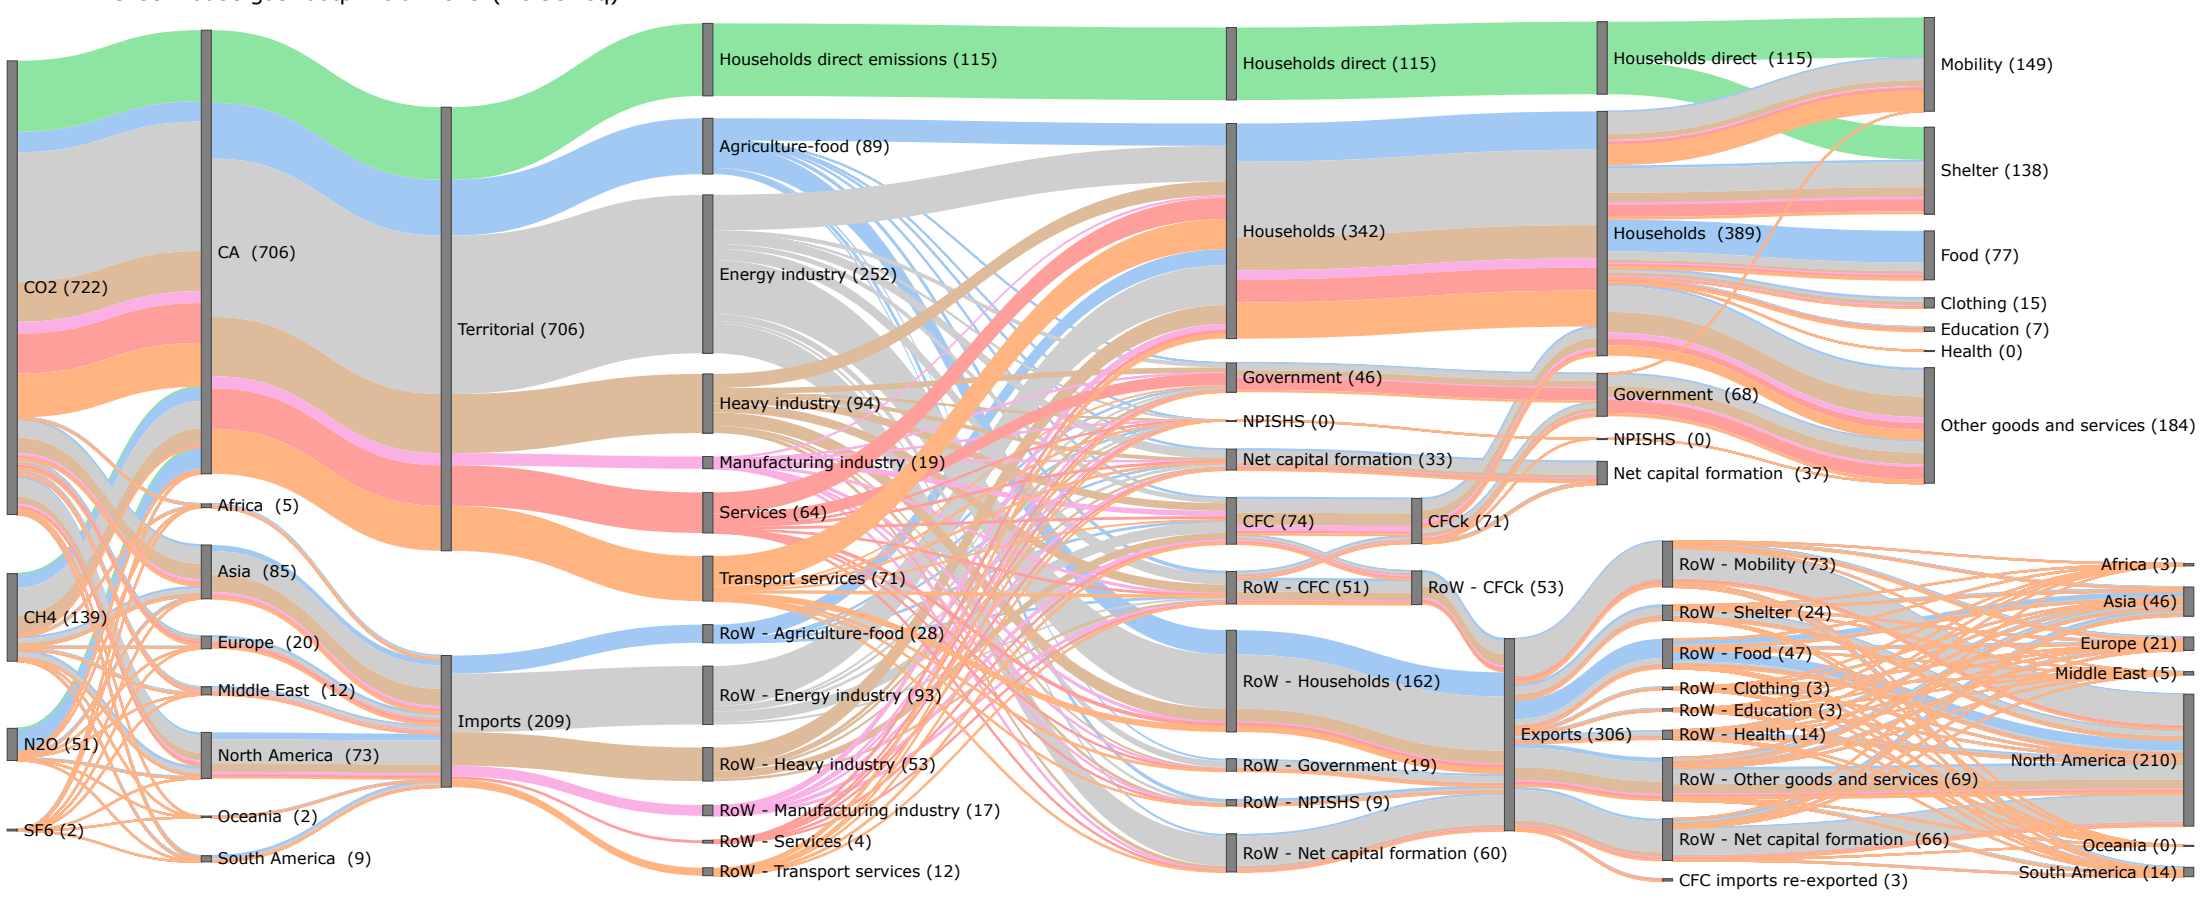 CO2 (722)
CH4 (139)
N2O (51)
SF6 (2)
CA (706)
Africa (5)
Asia (85)
Europe (20)
Middle East (12)
North America (73)
Oceania (2)
South America (9)
Territorial (706)
Imports (209)
Households direct emissions (115)
Agriculture-food (89)
Energy industry (252)
Heavy industry (94)
Manufacturing industry (19)
Services (64)
Transport services (71)
RoW - Agriculture-food (28)
RoW - Energy industry (93)
RoW - Heavy industry (53)
RoW - Manufacturing industry (17)
RoW - Services (4)
RoW - Transport services (12)
Households direct (115)
Households (342)
Government (46)
NPISHS (0)
Net capital formation (33)
CFC (74)
RoW - CFC (51)
RoW - Households (162)
RoW - Government (19)
RoW - NPISHS (9)
RoW - Net capital formation (60)
CFCk (71)
RoW - CFCk (53)
Exports (306)
Households direct (115)
Households (389)
Government (68)
NPISHS (0)
Net capital formation (37)
RoW - Mobility (73)
RoW - Shelter (24)
RoW - Food (47)
RoW - Clothing (3)
RoW - Education (3)
RoW - Health (14)
RoW - Other goods and services (69)
RoW - Net capital formation (66)
CFC imports re-exported (3)
Mobility (149)
Shelter (138)
Food (77)
Clothing (15)
Education (7)
Health (0)
Other goods and services (184)
Africa (3)
Asia (46)
Europe (21)
Middle East (5)
North America (210)
Oceania (0)
South America (14)